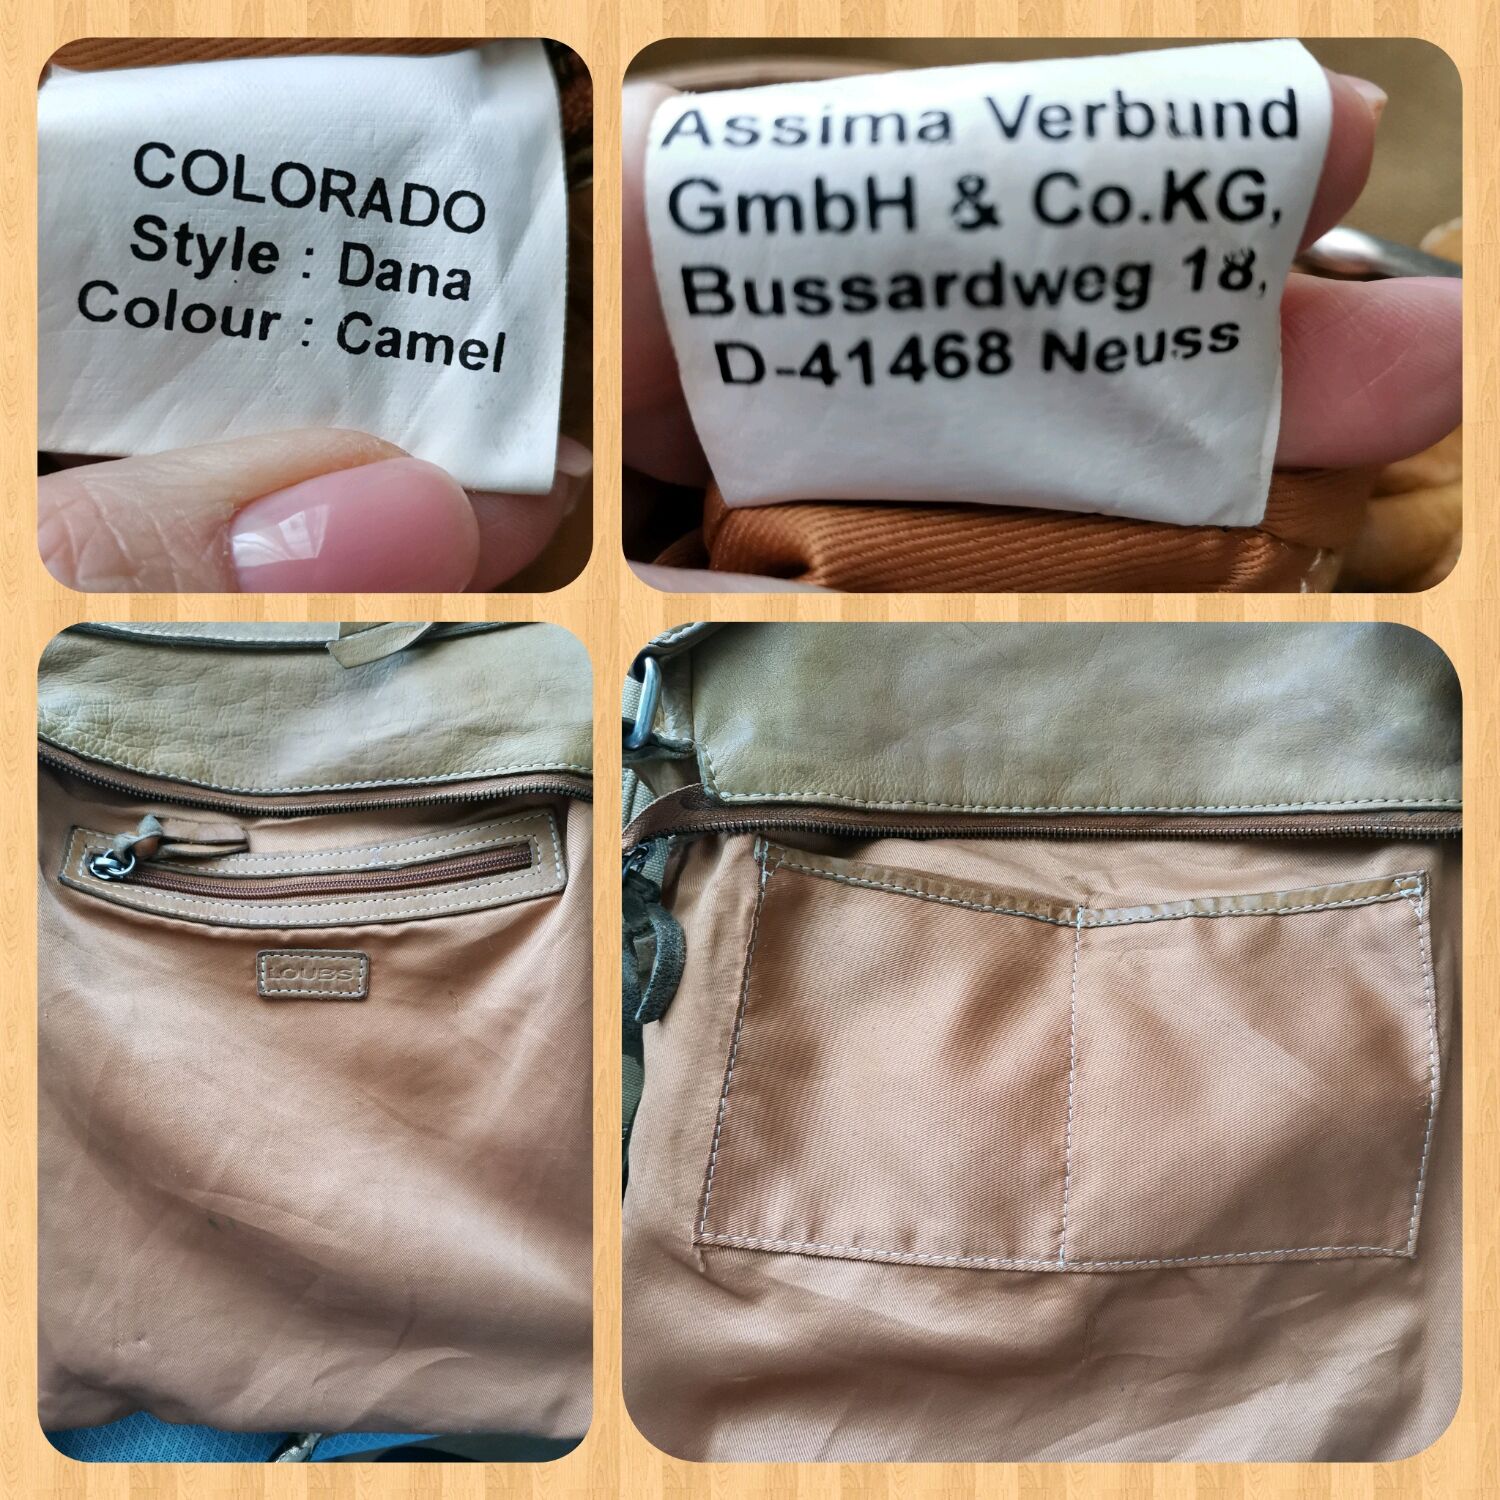 COLORADO
Style : Dana
Colour : Camel
Assima Verbund
GmbH & Co.KG,
Bussardweg 18,
D-41468 Neuss
LOUBS